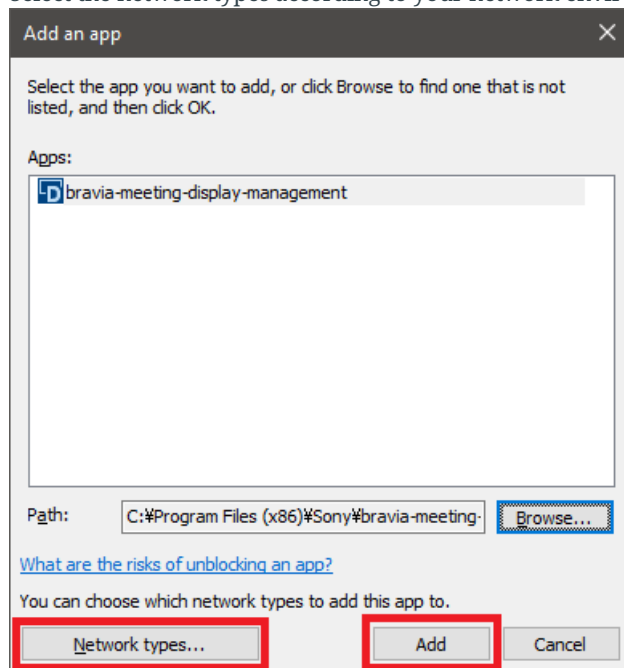 Add an app
Select the app you want to add, or click Browse to find one that is not
listed, and then click OK.
Apps:
bravia-meeting-display-management
Path: C:¥Program Files (x86)¥Sony¥bravia-meeting- Browse...
What are the risks of unblocking an app?
You can choose which network types to add this app to.
Network types... Add Cancel